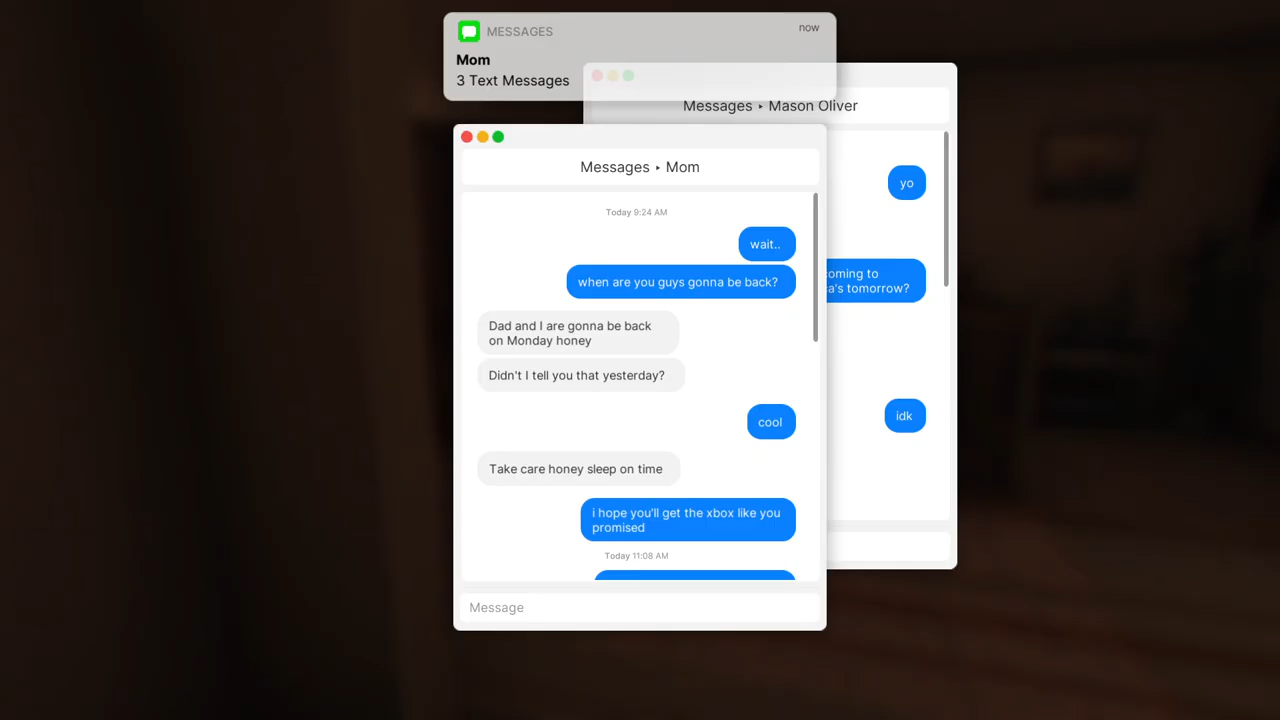 MESSAGES
now
Mom
3 Text Messages
Messages ‣ Mason Oliver
yo
coming to
a's tomorrow?
idk
Messages ‣ Mom
Today 9:24 AM
wait..
when are you guys gonna be back?
Dad and I are gonna be back
on Monday honey
Didn't I tell you that yesterday?
cool
Take care honey sleep on time
i hope you'll get the xbox like you
promised
Today 11:08 AM
Message